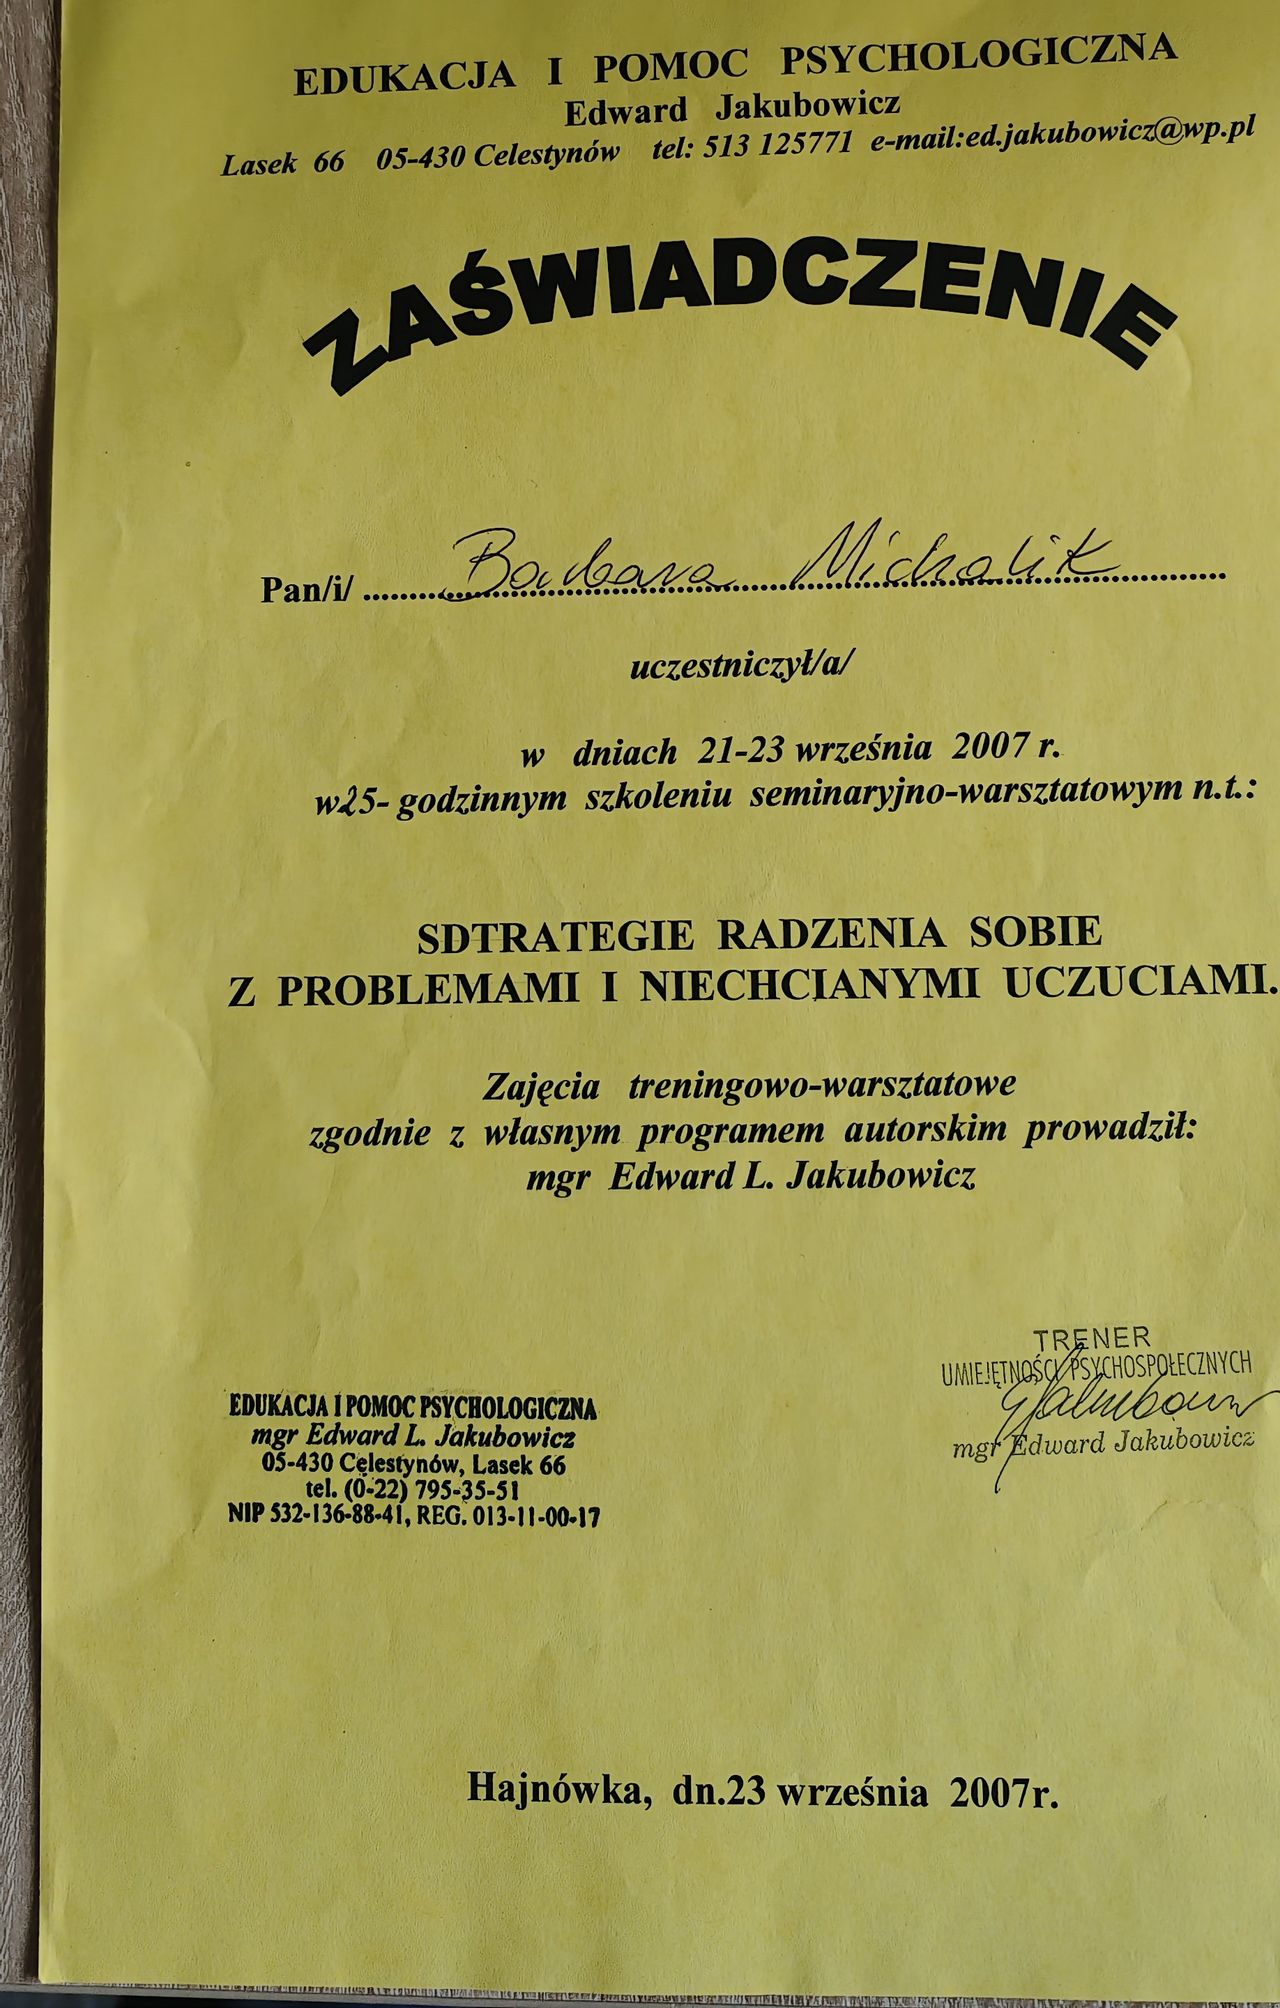 EDUKACJA I POMOC PSYCHOLOGICZNA
Edward Jakubowicz
Lasek 66 05-430 Celestynów tel: 513 125771 e-mail:ed.jakubowicz@wp.pl
ZAŚWIADCZENIE
Pan/i/ Barbara Michalik
uczestniczył/a/
w dniach 21-23 września 2007 r.
w25- godzinnym szkoleniu seminaryjno-warsztatowym n.t.:
SDTRATEGIE RADZENIA SOBIE
Z PROBLEMAMI I NIECHCIANYMI UCZUCIAMI.
Zajęcia treningowo-warsztatowe
zgodnie z własnym programem autorskim prowadził:
mgr Edward L. Jakubowicz
TRENER
UMIEJĘTNOŚCI PSYCHOSPOŁECZNYCH
EJakubowicz
mgr Edward Jakubowicz
EDUKACJA I POMOC PSYCHOLOGICZNA
mgr Edward L. Jakubowicz
05-430 Celestynów, Lasek 66
tel. (0-22) 795-35-51
NIP 532-136-88-41, REG. 013-11-00-17
Hajnówka, dn.23 września 2007r.